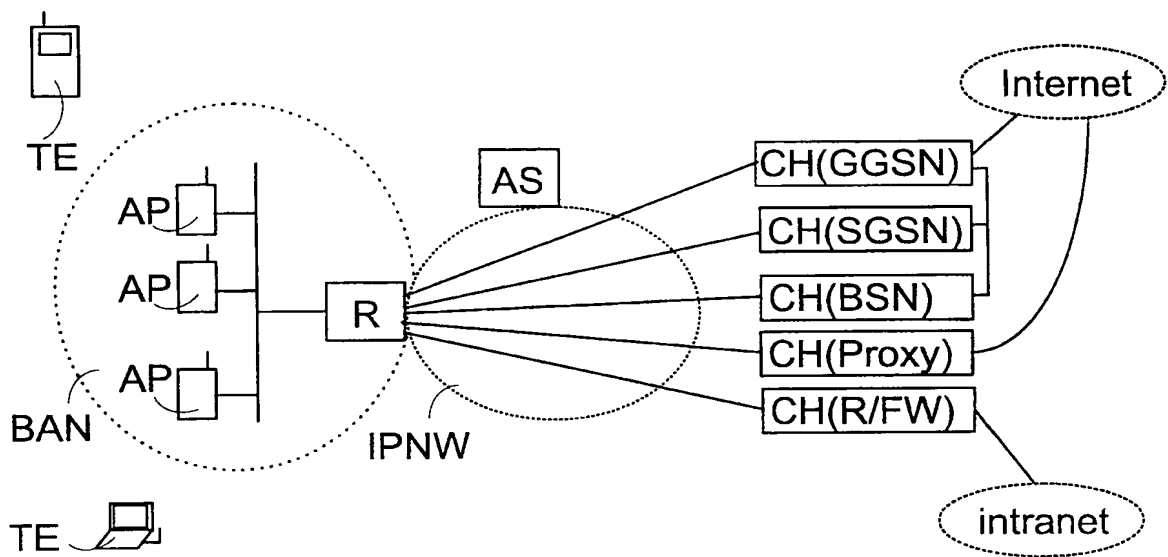 TE
Internet
AS
CH(GGSN)
AP
CH(SGSN)
AP
CH(BSN)
R
CH(Proxy)
AP
CH(R/FW)
BAN
IPNW
intranet
TE